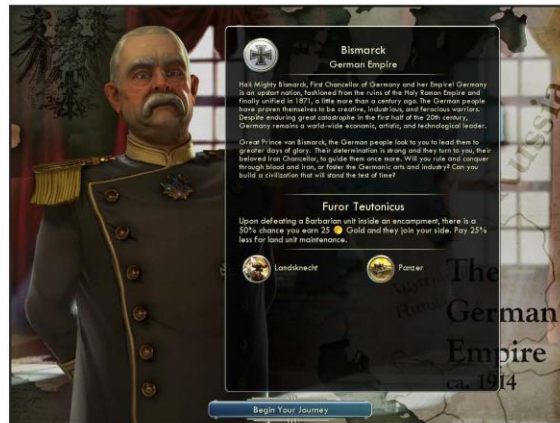 Bismarck
German Empire
Hail Mighty Bismarck, First Chancellor of Germany and her Empire! Germany
is an upstart nation, fashioned from the ruins of the Holy Roman Empire and
finally unified in 1871, a little more than a century ago. The German people
have proven themselves to be creative, industrious, and ferocious warriors.
Despite enduring great catastrophe in the first half of the 20th century,
Germany remains a world-wide economic, artistic, and technological leader.
Great Prince von Bismarck, the German people look to you to lead them to
greater days of glory. Their determination is strong and they turn to you, their
beloved Iron Chancellor, to guide them once more. Will you rule and conquer
through blood and iron, or foster the Germanic arts and industry? Can you
build a civilization that will stand the test of time?
Furor Teutonicus
Upon defeating a Barbarian unit inside an encampment, there is a
50% chance you earn 25 Gold and they join your side. Pay 25%
less for land unit maintenance.
Landsknecht
Panzer
Russia
The
German
Empire
ca. 1914
Begin Your Journey